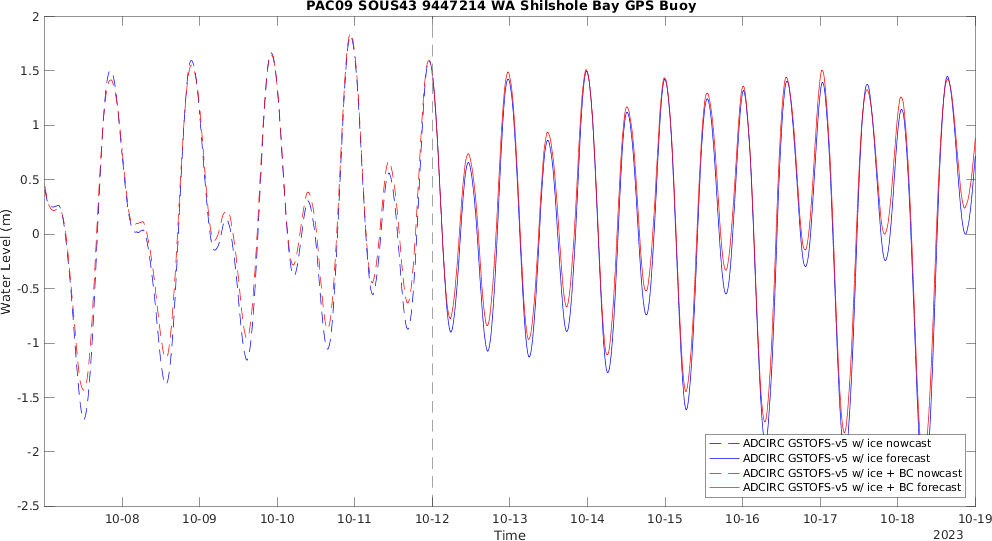 PAC09 SOUS43 9447214 WA Shilshole Bay GPS Buoy
Water Level (m)
2
1.5
1
0.5
0
-0.5
-1
-1.5
-2
-2.5
ADCIRC GSTOFS-v5 w/ ice nowcast
ADCIRC GSTOFS-v5 w/ ice forecast
ADCIRC GSTOFS-v5 w/ ice + BC nowcast
ADCIRC GSTOFS-v5 w/ ice + BC forecast
10-08 10-09 10-10 10-11 10-12 10-13 10-14 10-15 10-16 10-17 10-18 10-19
Time
2023